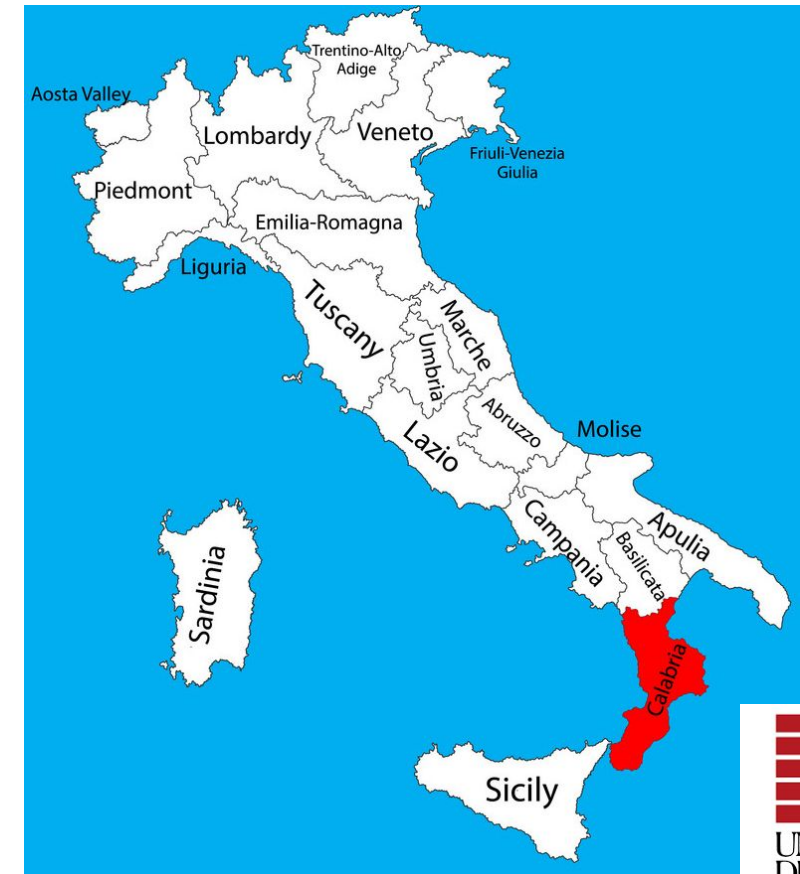 Trentino-Alto
Adige
Aosta Valley
Lombardy
Veneto
Friuli-Venezia
Giulia
Piedmont
Emilia-Romagna
Liguria
Tuscany
Marche
Umbria
Abruzzo
Molise
Lazio
Campania
Apulia
Basilicata
Sardinia
Calabria
Sicily